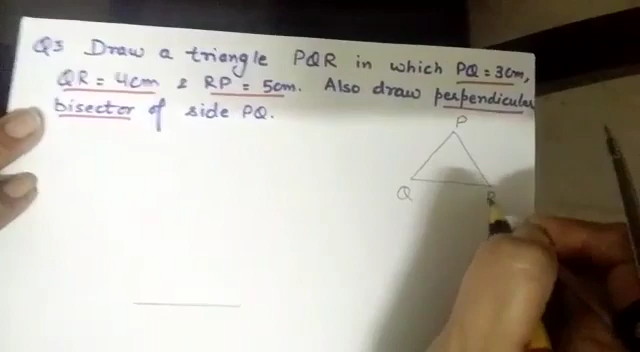 Q3 Draw a triangle PQR in which PQ = 3cm,
QR = 4cm & RP = 5cm. Also draw perpendicular
bisector of side PQ.
P
Q R